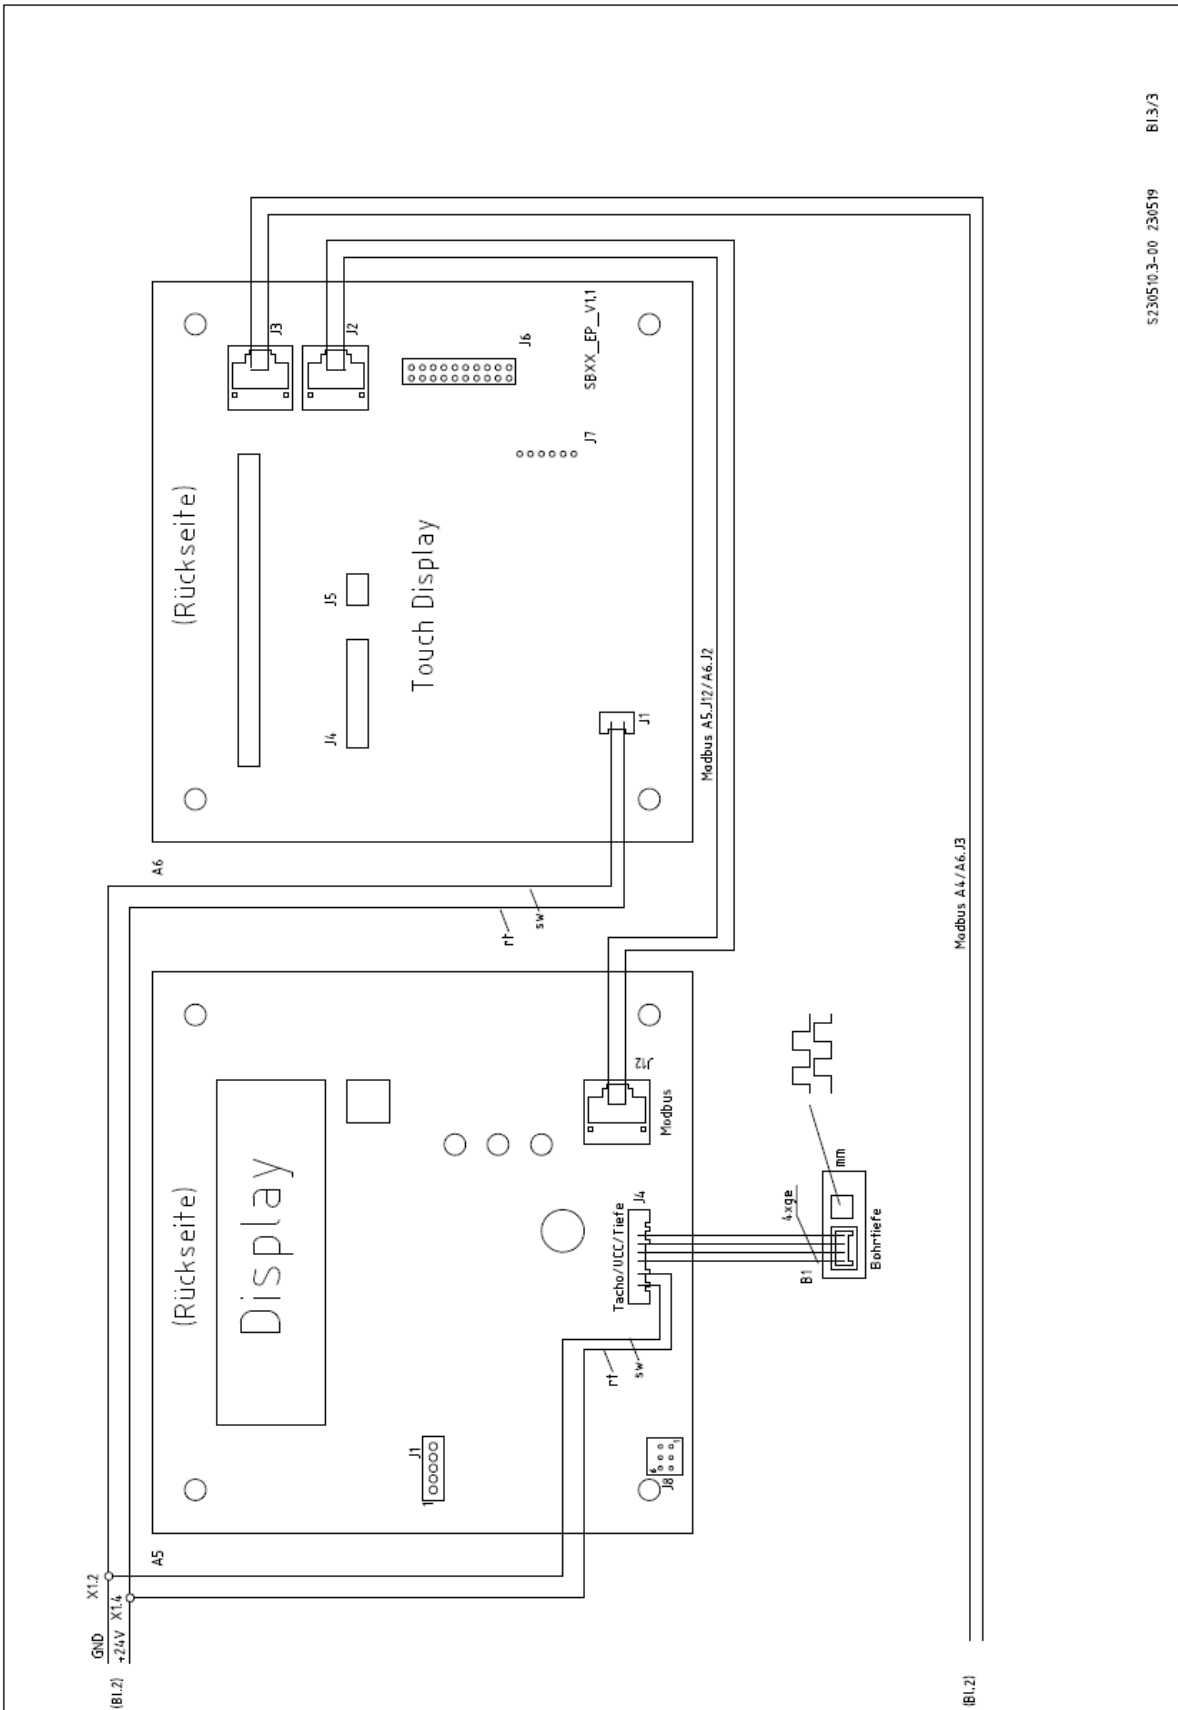 GND
X1.2
+24V
X1.4
(Bl.2)
A5
(Rückseite)
Display
J1
1
J8
6
1
rt
sw
Tacho/UCC/Tiefe
J4
J12
Modbus
B1
4xge
mm
Bohrtiefe
A6
(Rückseite)
J4
J5
Touch Display
J1
J3
J2
J6
J7
SBXX_EP_V1.1
rt
sw
Modbus A5.J12/A6.J2
Modbus A4/A6.J3
(Bl.2)
S230510.3-00 230519
Bl.3/3